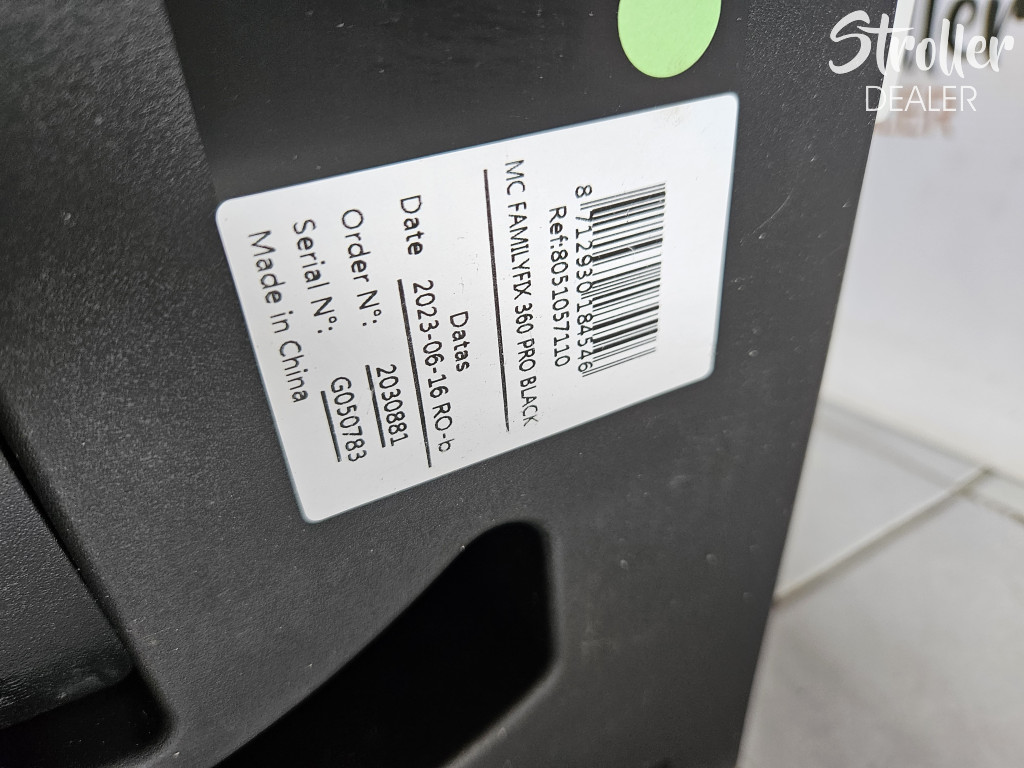 Stroller
DEALER
8 712930 184546
Ref:8051057110
MC FAMILYFIX 360 PRO BLACK
Datas
Date 2023-06-16 RO-b
Order N°: 2030881
Serial N°: G050783
Made in China